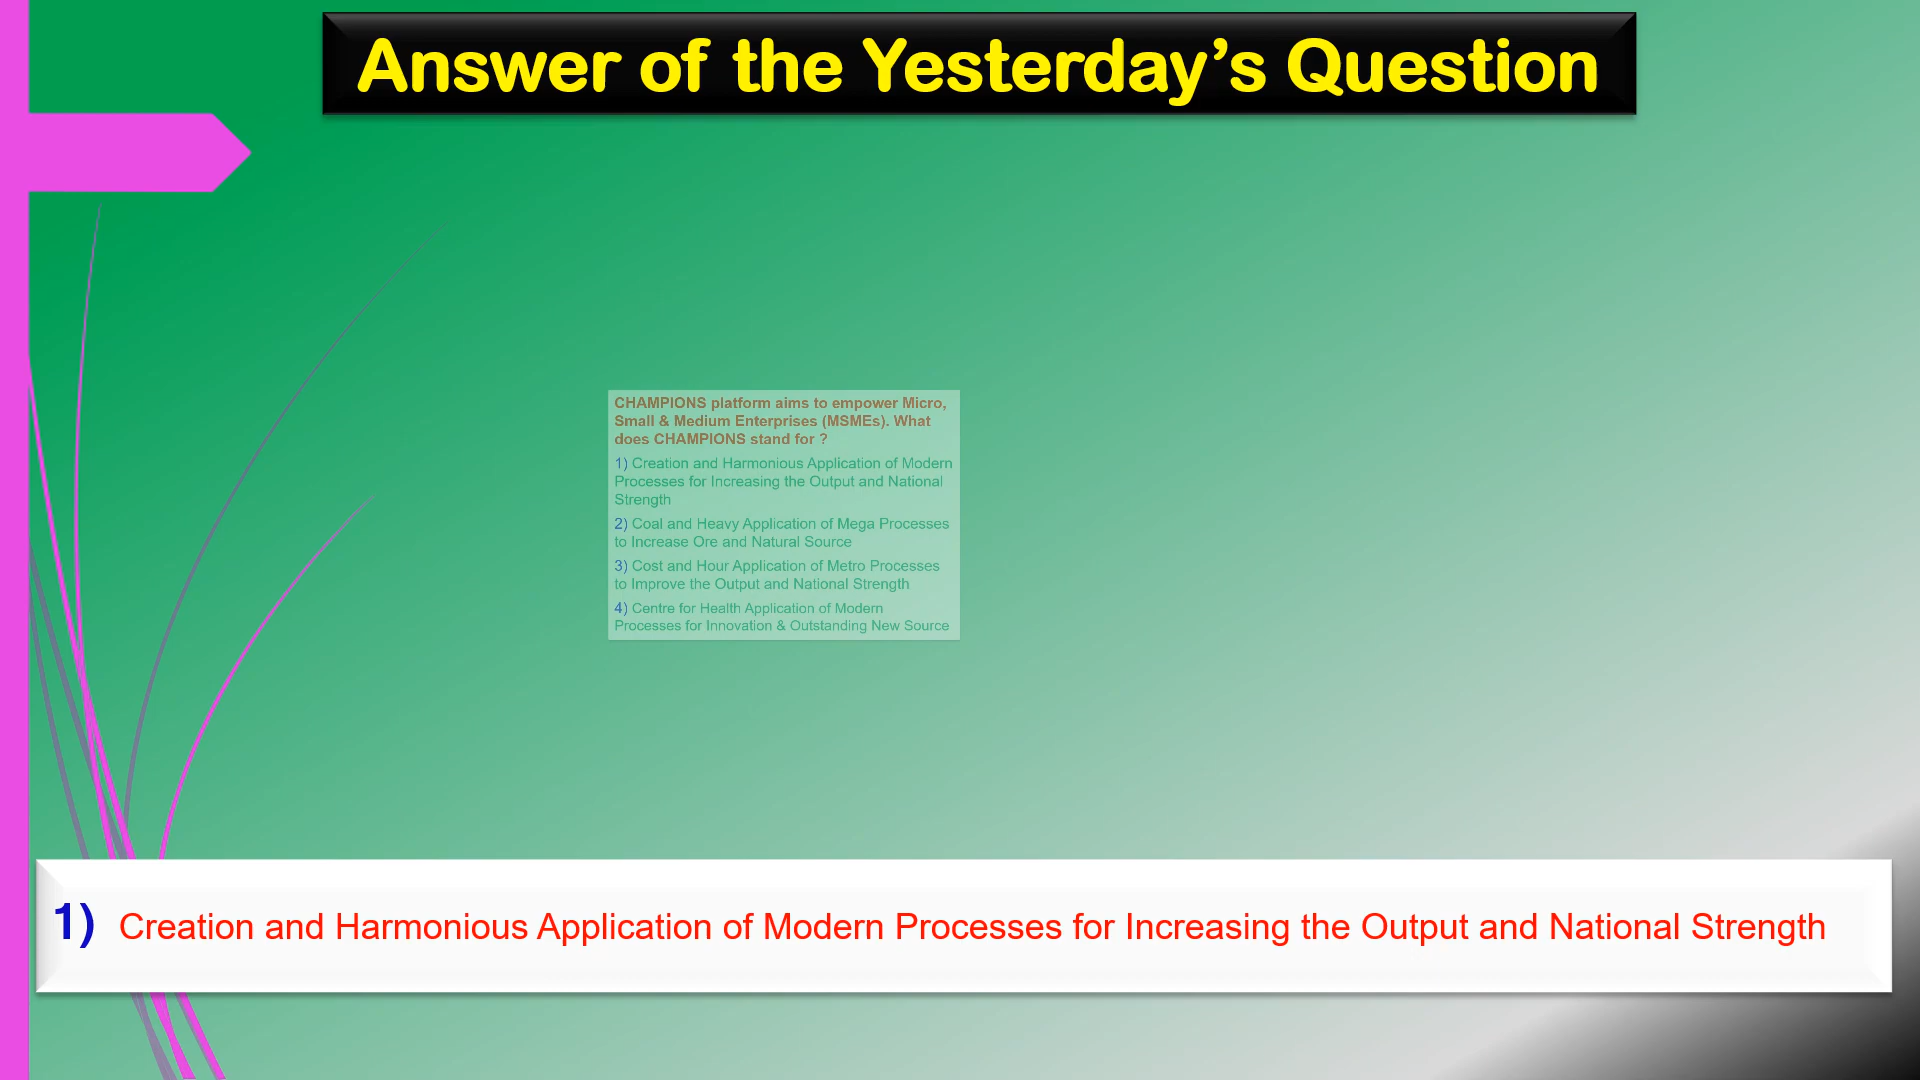 Answer of the Yesterday’s Question
CHAMPIONS platform aims to empower Micro,
Small & Medium Enterprises (MSMEs). What
does CHAMPIONS stand for ?
1) Creation and Harmonious Application of Modern
Processes for Increasing the Output and National
Strength
2) Coal and Heavy Application of Mega Processes
to Increase Ore and Natural Source
3) Cost and Hour Application of Metro Processes
to Improve the Output and National Strength
4) Centre for Health Application of Modern
Processes for Innovation & Outstanding New Source
1) Creation and Harmonious Application of Modern Processes for Increasing the Output and National Strength